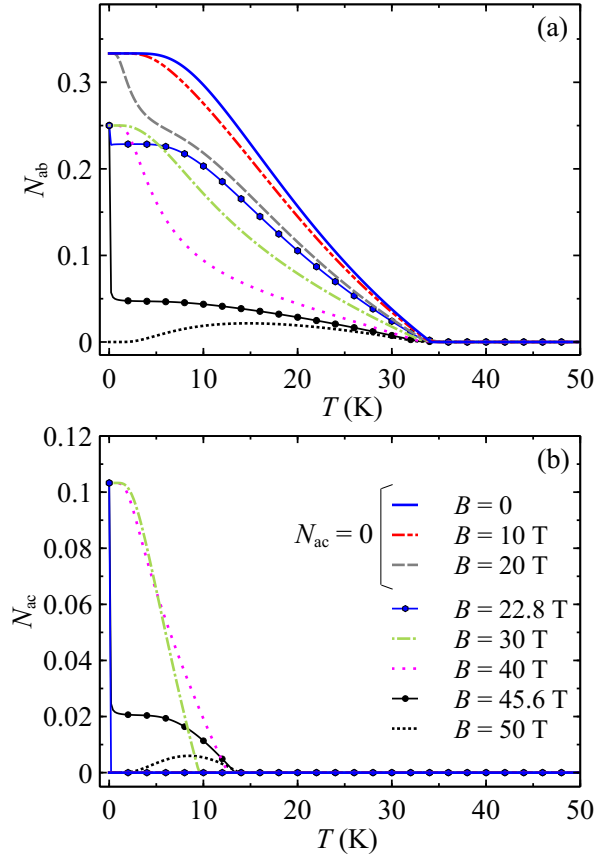 (a)
0.3
0.2
0.1
0
N_ab
0 10 20 30 40 50
T (K)
(b)
0.12
0.1
0.08
0.06
0.04
0.02
0
N_ac
N_ac = 0
B = 0
B = 10 T
B = 20 T
B = 22.8 T
B = 30 T
B = 40 T
B = 45.6 T
B = 50 T
0 10 20 30 40 50
T (K)